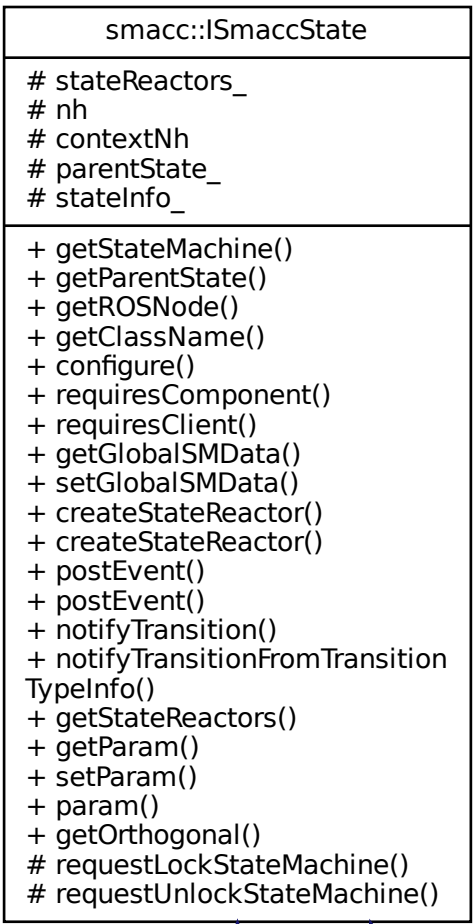 smacc::ISmaccState
# stateReactors_
# nh
# contextNh
# parentState_
# stateInfo_
+ getStateMachine()
+ getParentState()
+ getROSNode()
+ getClassName()
+ configure()
+ requiresComponent()
+ requiresClient()
+ getGlobalSMData()
+ setGlobalSMData()
+ createStateReactor()
+ createStateReactor()
+ postEvent()
+ postEvent()
+ notifyTransition()
+ notifyTransitionFromTransition
TypeInfo()
+ getStateReactors()
+ getParam()
+ setParam()
+ param()
+ getOrthogonal()
# requestLockStateMachine()
# requestUnlockStateMachine()